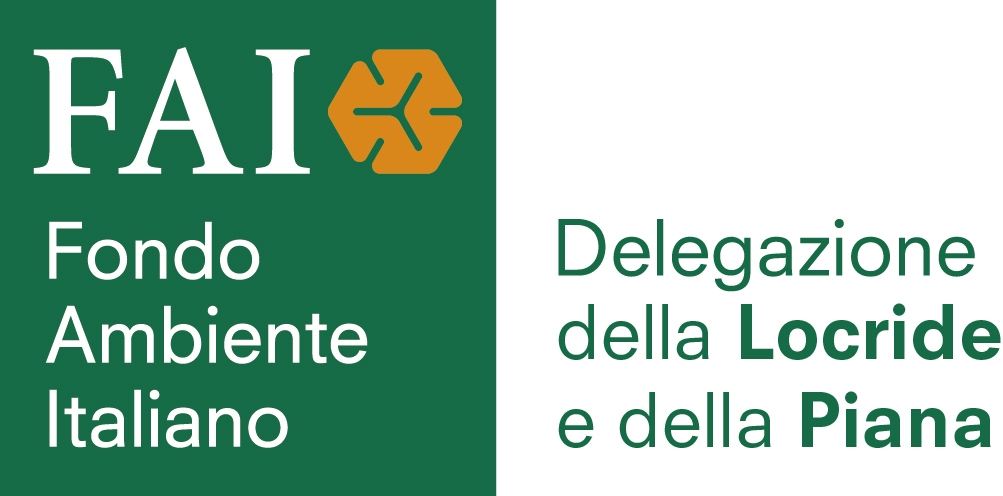 FAI
Fondo
Ambiente
Italiano
Delegazione
della Locride
e della Piana